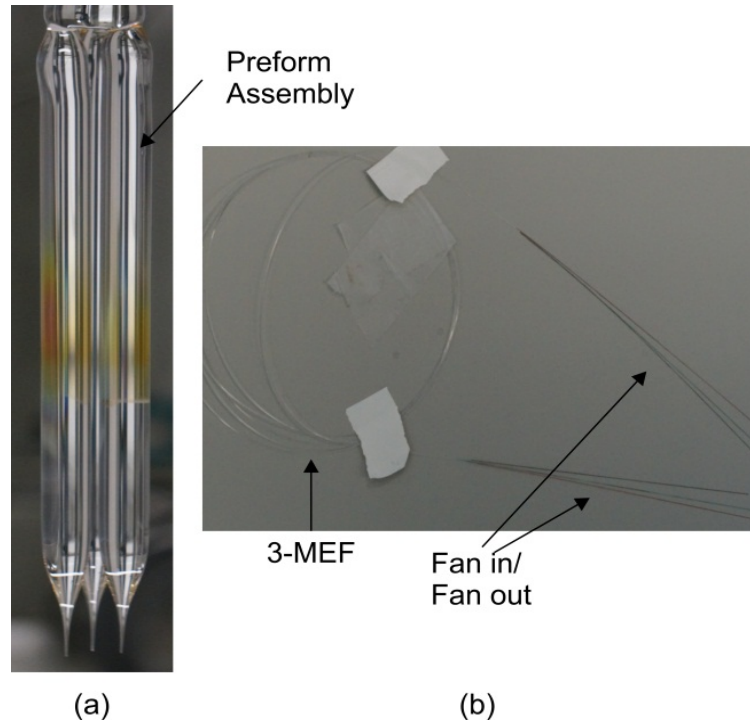 Preform
Assembly
3-MEF
Fan in/
Fan out
(a)
(b)